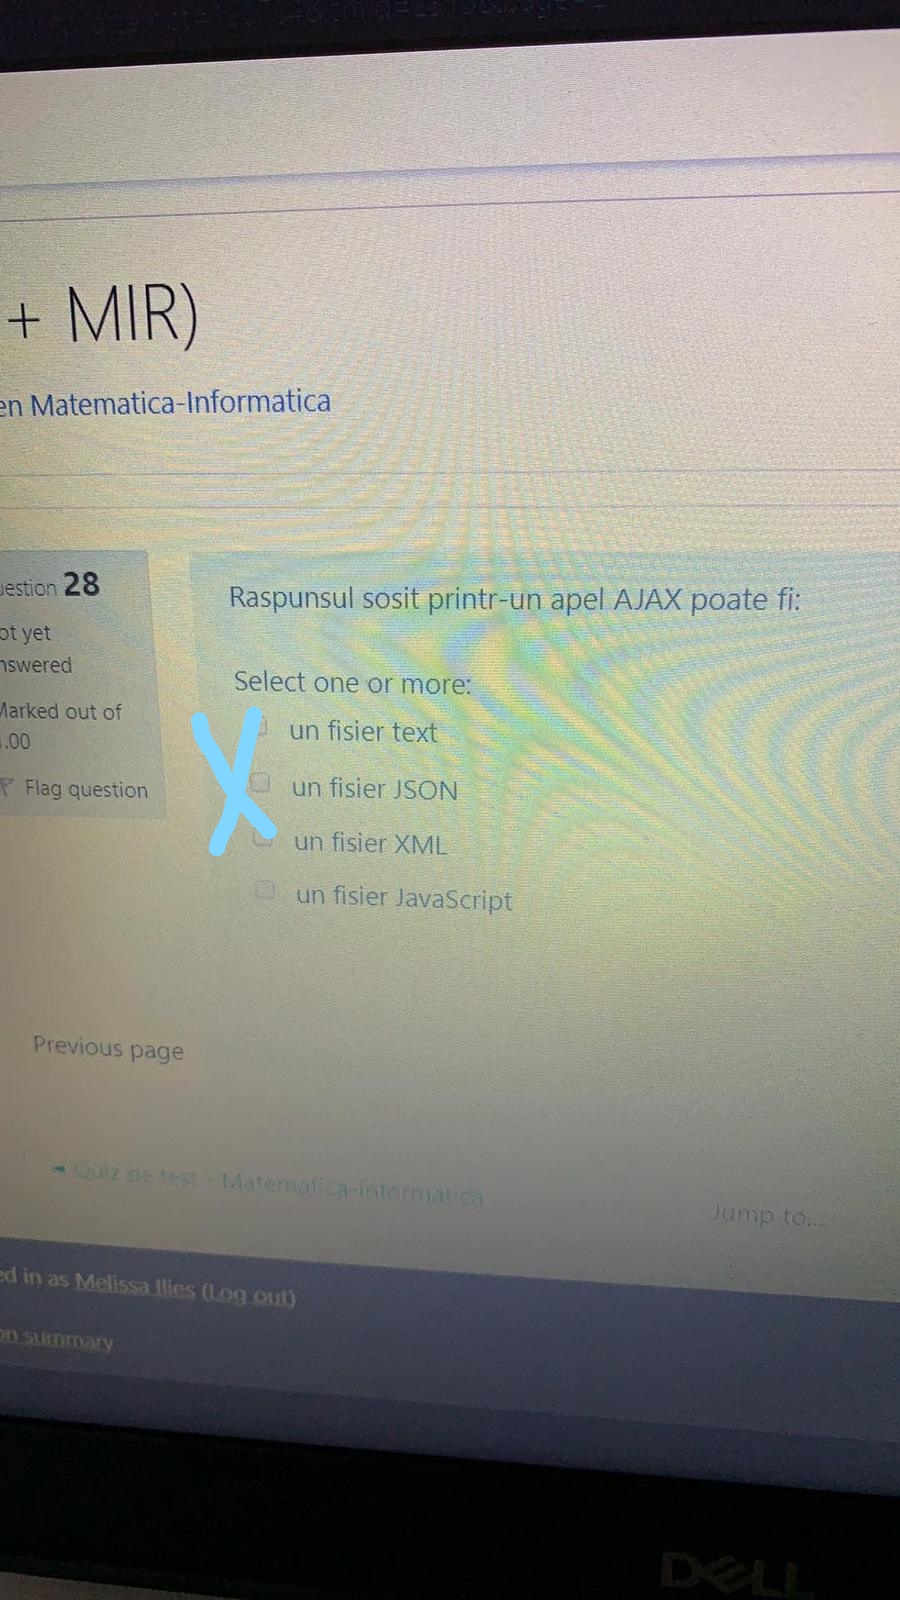 + MIR)
en Matematica-Informatica
uestion 28
ot yet
nswered
Marked out of
.00
Flag question
Raspunsul sosit printr-un apel AJAX poate fi:
Select one or more:
un fisier text
un fisier JSON
un fisier XML
un fisier JavaScript
Previous page
◄ Quiz de test - Matematica-informatica
Jump to...
ed in as Melissa Ilies (Log out)
on summary
DELL